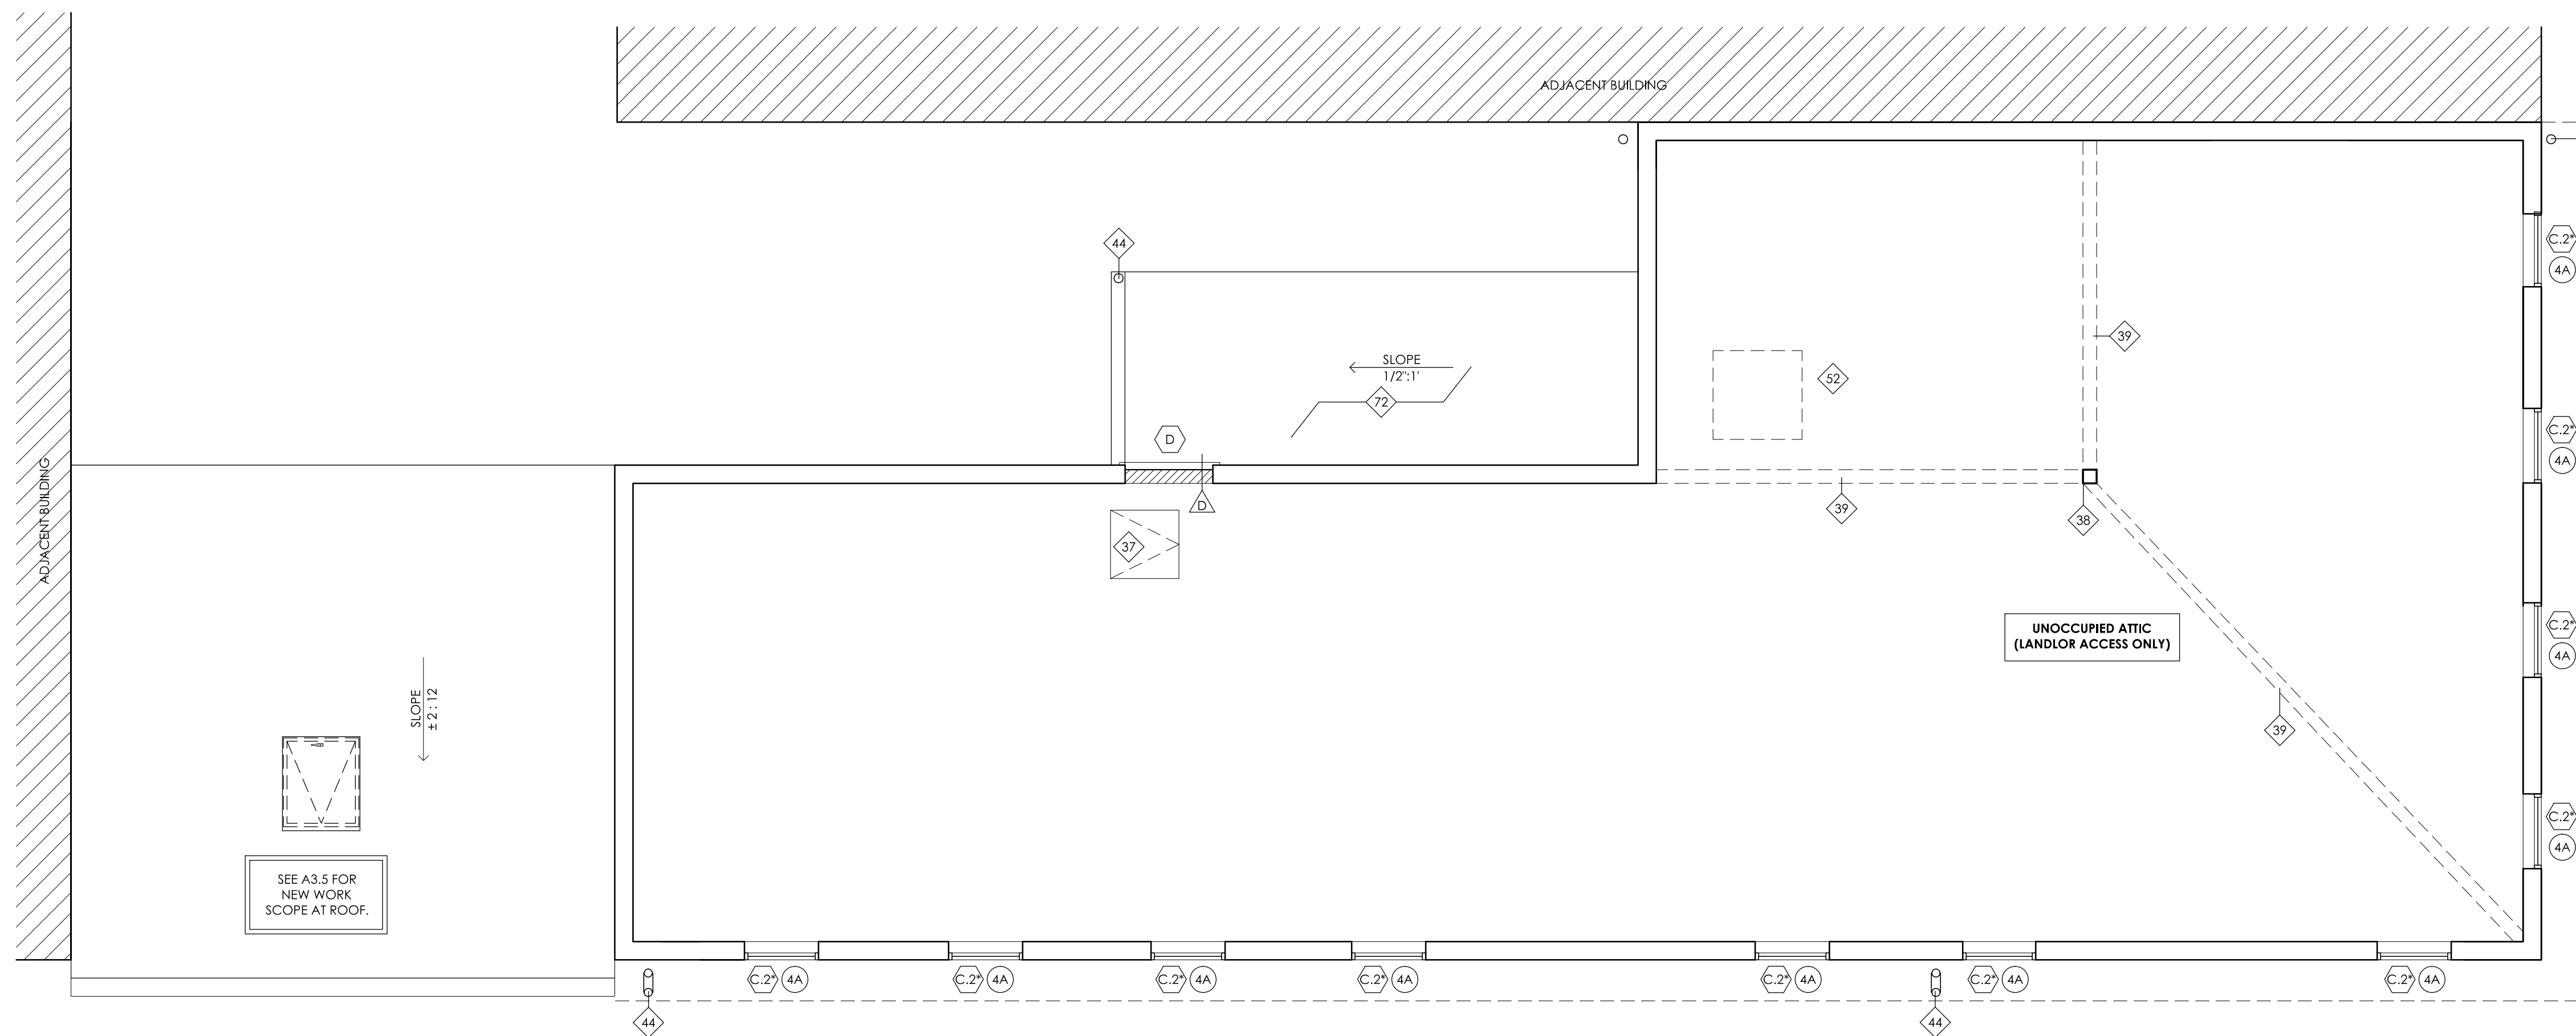 ADJACENT BUILDING
44
C.2*
4A
39
SLOPE
1/2":1'
52
72
C.2*
4A
D
ADJACENT BUILDING
D
39
38
37
C.2*
4A
UNOCCUPIED ATTIC
(LANDLOR ACCESS ONLY)
SLOPE
± 2 : 12
39
C.2*
4A
SEE A3.5 FOR
NEW WORK
SCOPE AT ROOF.
C.2* 4A
C.2* 4A
C.2* 4A
C.2* 4A
C.2* 4A
C.2* 4A
C.2* 4A
44
44